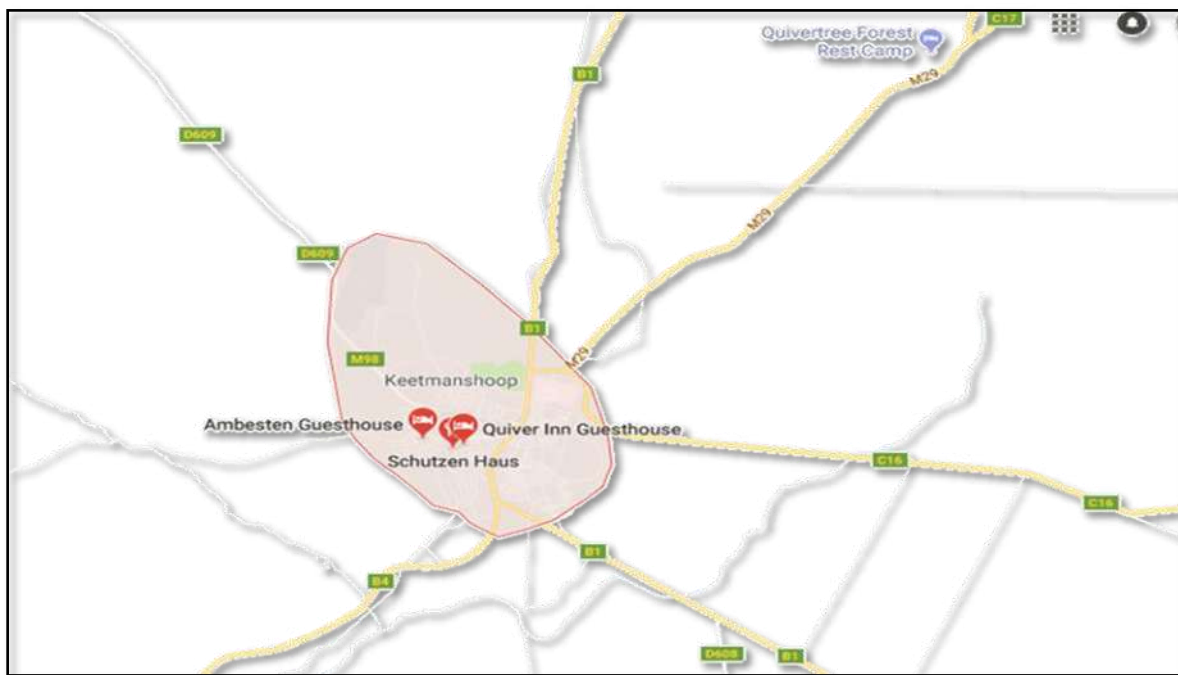 C17
Quivertree Forest
Rest Camp
B1
M29
D609
M29
D609
B1
M29
M98
Keetmanshoop
Ambesten Guesthouse
Quiver Inn Guesthouse
Schutzen Haus
C16
C16
B1
B4
D608
B1